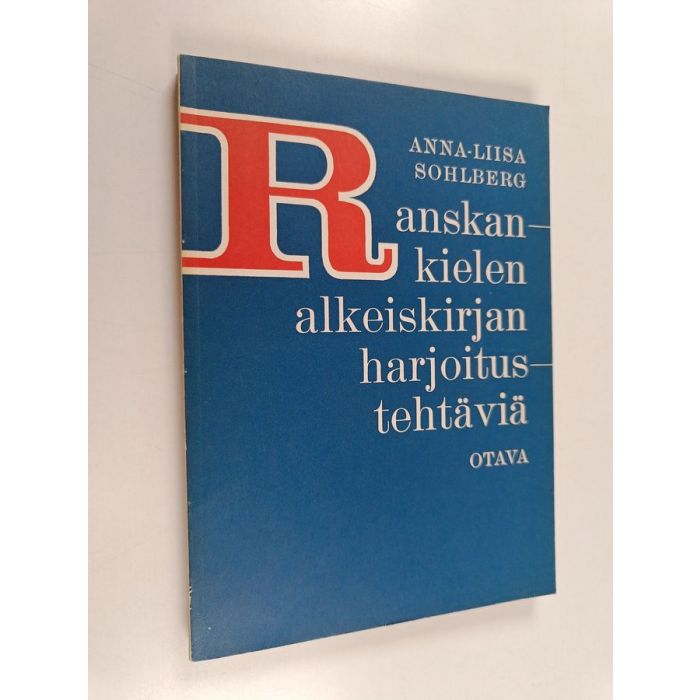 ANNA-LIISA
SOHLBERG
Ranskan-
kielen
alkeiskirjan
harjoitus-
tehtäviä
OTAVA